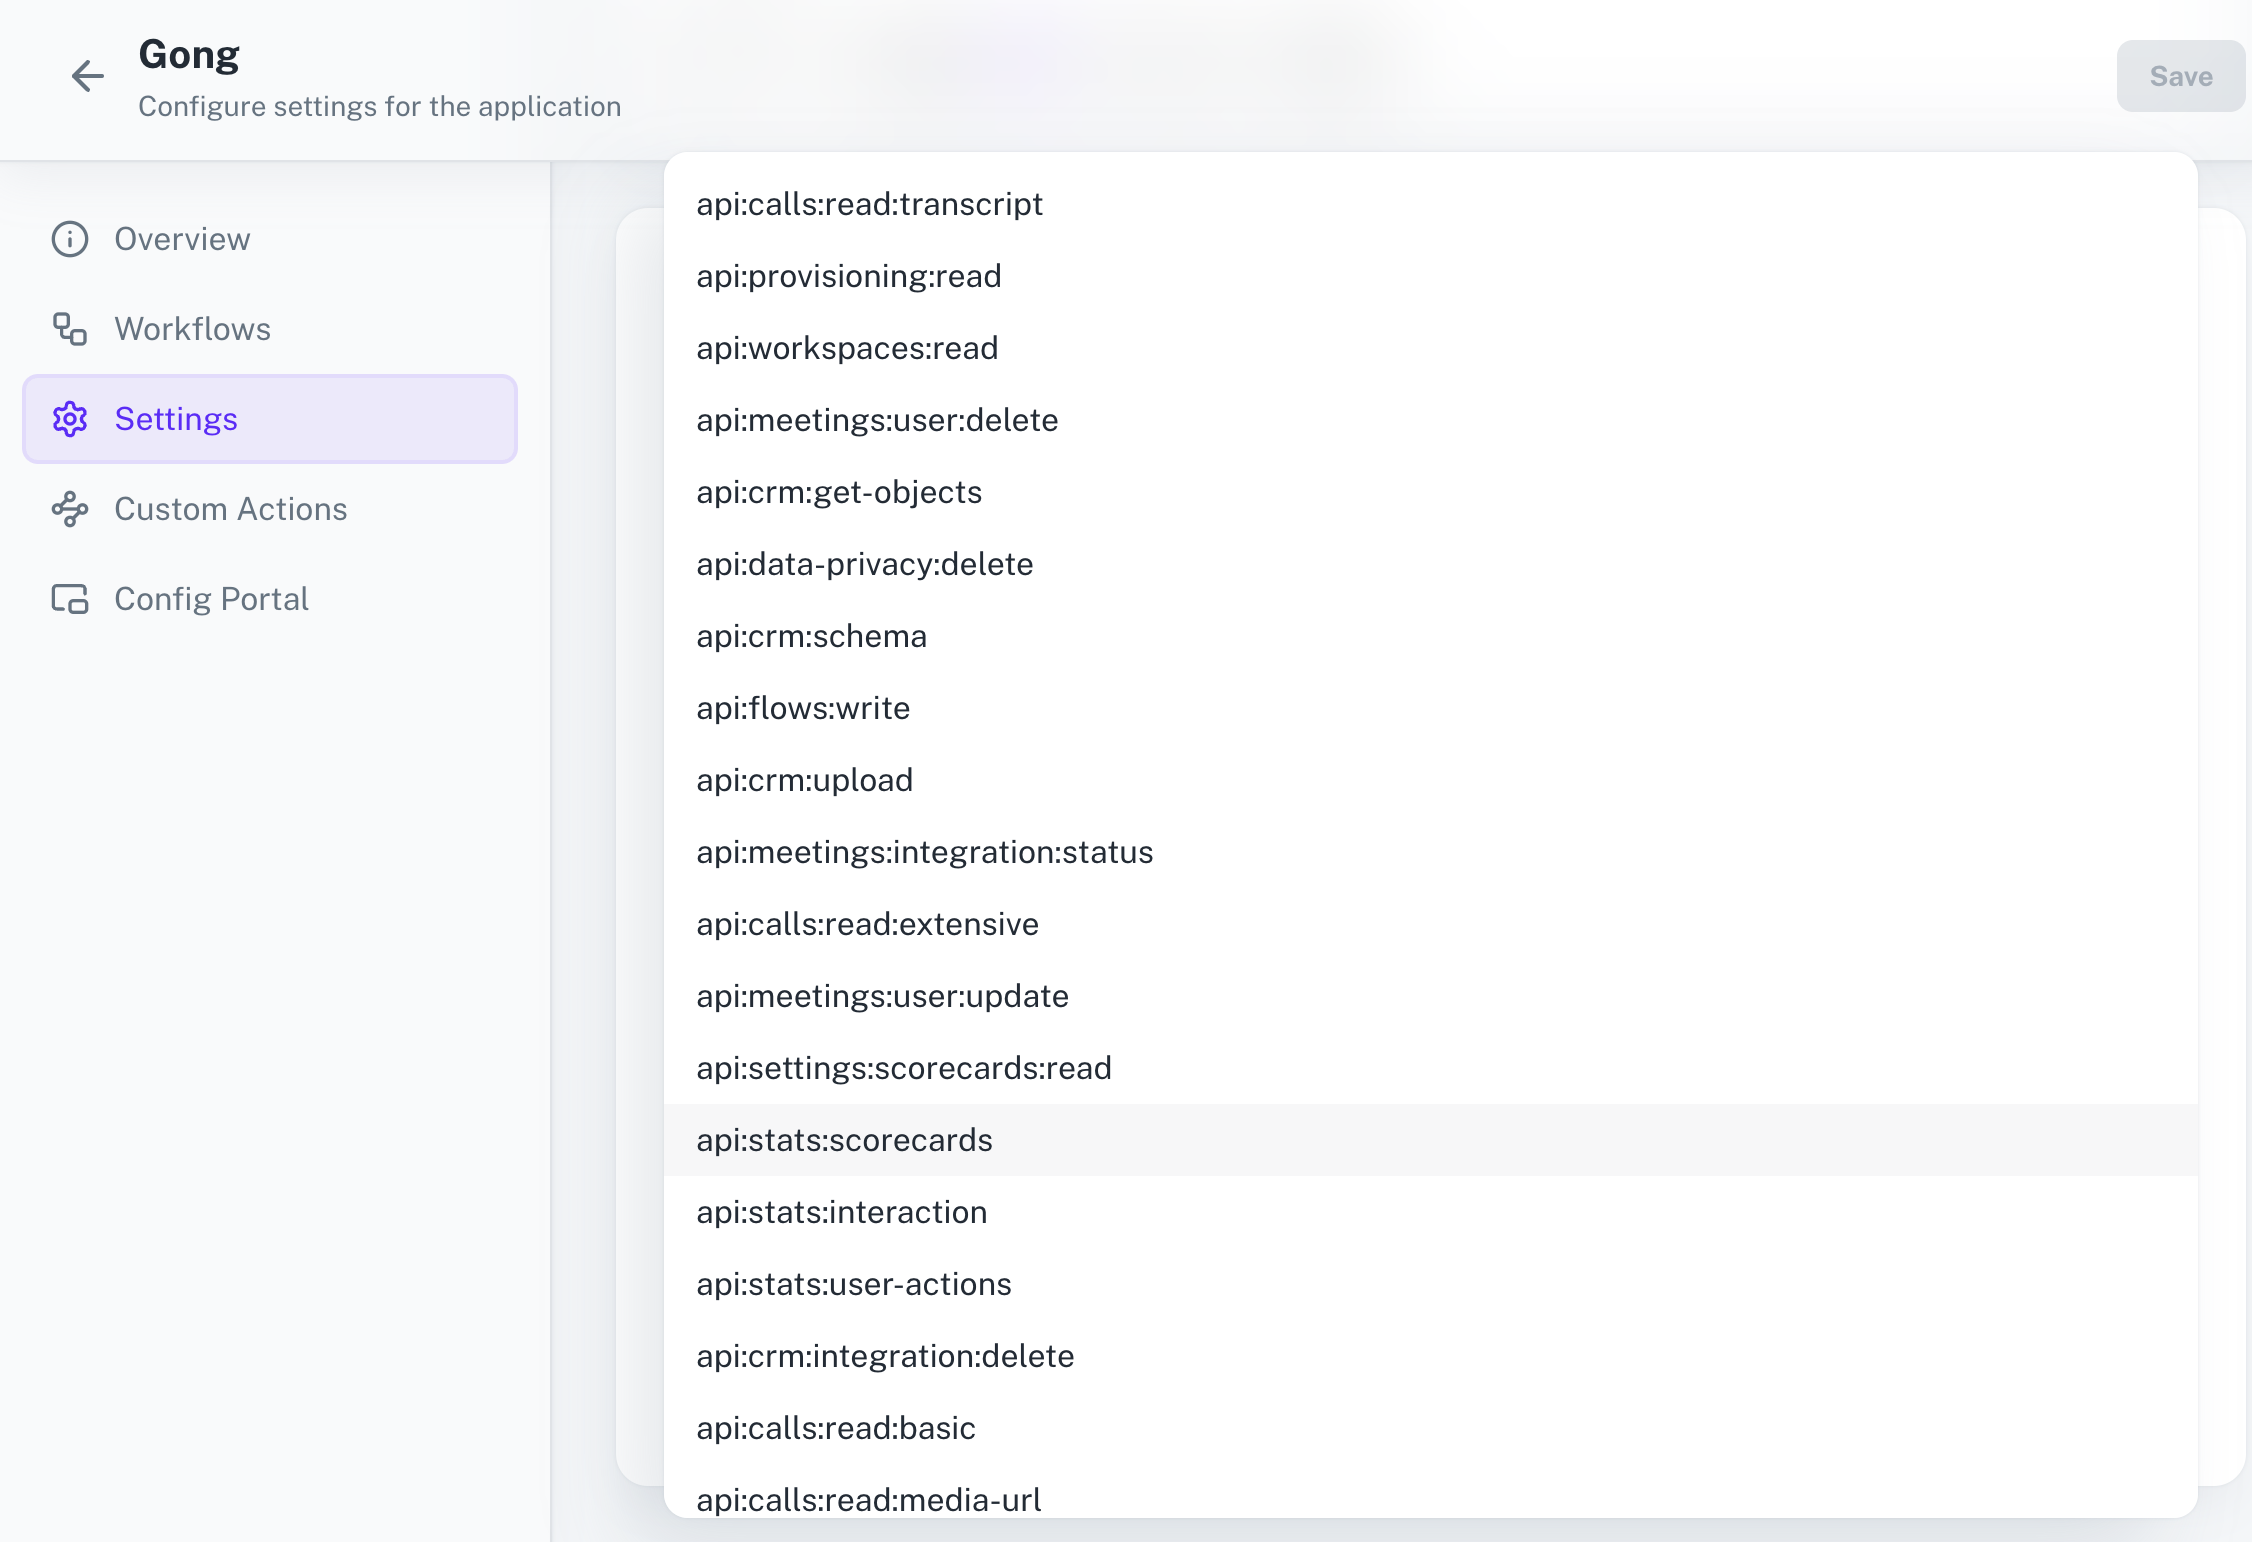 Gong
Configure settings for the application
Save
Overview
Workflows
Settings
Custom Actions
Config Portal
api:calls:read:transcript
api:provisioning:read
api:workspaces:read
api:meetings:user:delete
api:crm:get-objects
api:data-privacy:delete
api:crm:schema
api:flows:write
api:crm:upload
api:meetings:integration:status
api:calls:read:extensive
api:meetings:user:update
api:settings:scorecards:read
api:stats:scorecards
api:stats:interaction
api:stats:user-actions
api:crm:integration:delete
api:calls:read:basic
api:calls:read:media-url